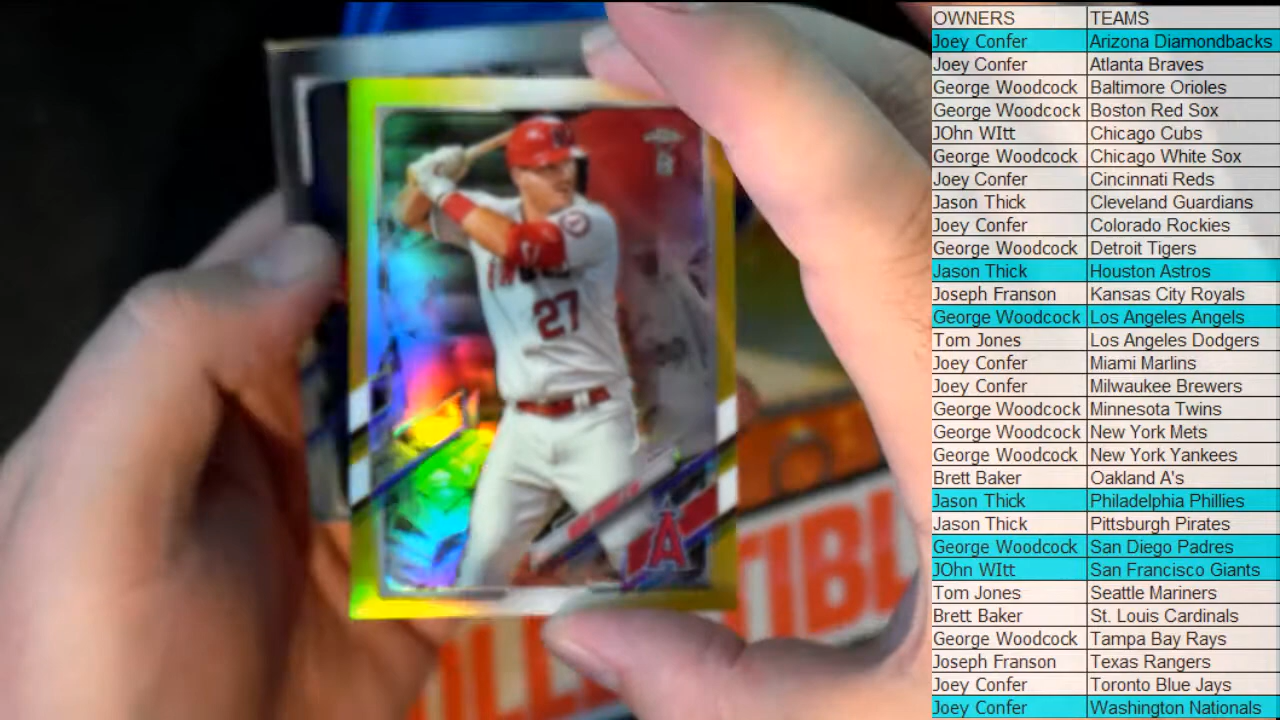 OWNERS TEAMS
Joey Confer Arizona Diamondbacks
Joey Confer Atlanta Braves
George Woodcock Baltimore Orioles
George Woodcock Boston Red Sox
JOhn WItt Chicago Cubs
George Woodcock Chicago White Sox
Joey Confer Cincinnati Reds
Jason Thick Cleveland Guardians
Joey Confer Colorado Rockies
George Woodcock Detroit Tigers
Jason Thick Houston Astros
Joseph Franson Kansas City Royals
George Woodcock Los Angeles Angels
Tom Jones Los Angeles Dodgers
Joey Confer Miami Marlins
Joey Confer Milwaukee Brewers
George Woodcock Minnesota Twins
George Woodcock New York Mets
George Woodcock New York Yankees
Brett Baker Oakland A's
Jason Thick Philadelphia Phillies
Jason Thick Pittsburgh Pirates
George Woodcock San Diego Padres
JOhn WItt San Francisco Giants
Tom Jones Seattle Mariners
Brett Baker St. Louis Cardinals
George Woodcock Tampa Bay Rays
Joseph Franson Texas Rangers
Joey Confer Toronto Blue Jays
Joey Confer Washington Nationals
27
A